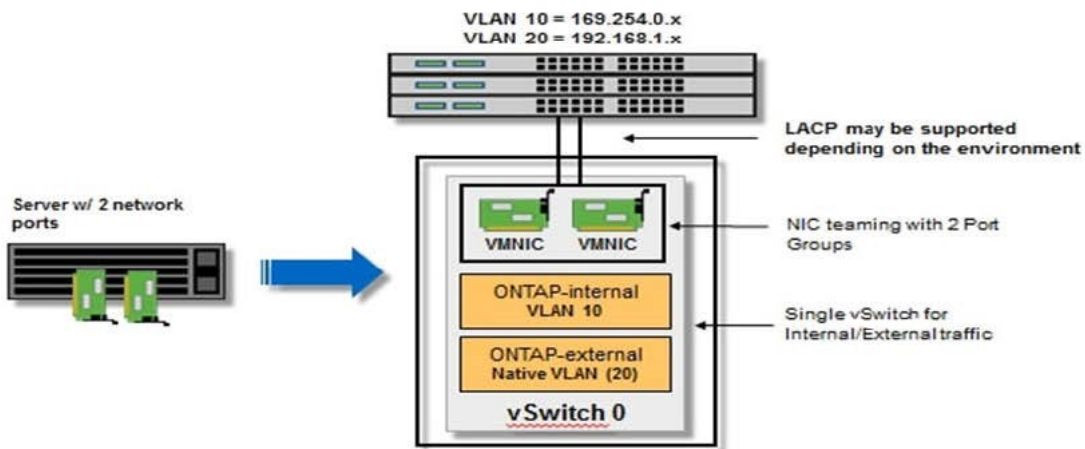 VLAN 10 = 169.254.0.x
VLAN 20 = 192.168.1.x
LACP may be supported
depending on the environment
Server w/ 2 network
ports
VMNIC
VMNIC
NIC teaming with 2 Port
Groups
ONTAP-internal
VLAN 10
Single vSwitch for
Internal/External traffic
ONTAP-external
Native VLAN (20)
vSwitch 0